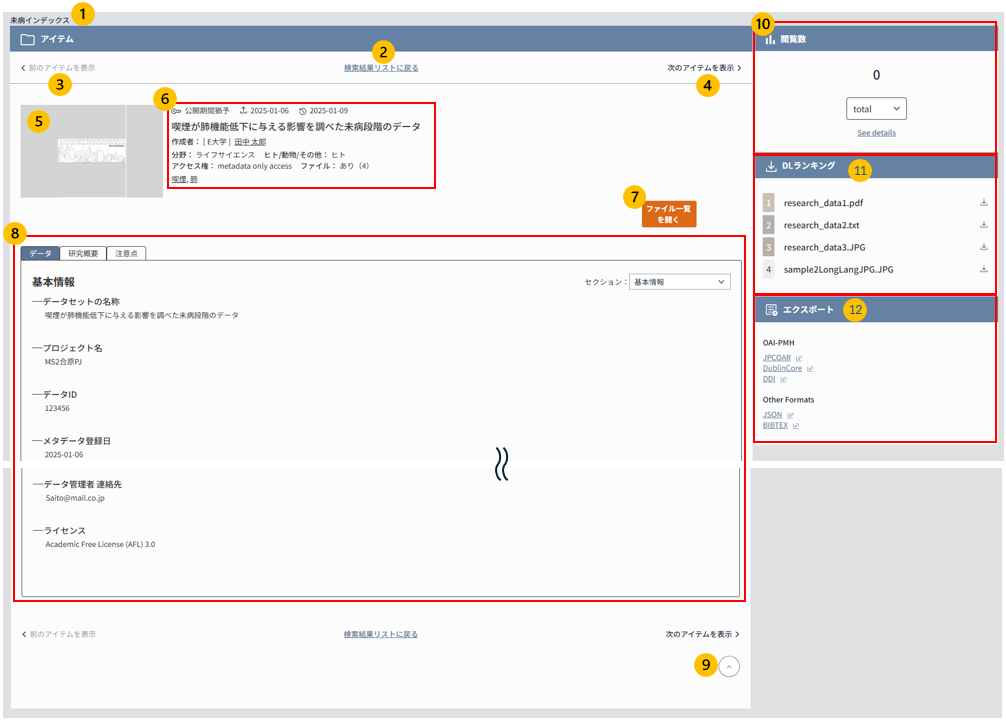 未病インデックス
1
アイテム
2
前のアイテムを表示
検索結果リストに戻る
次のアイテムを表示
3
4
5
6
公開期間猶予 2025-01-06 2025-01-09
喫煙が肺機能低下に与える影響を調べた未病段階のデータ
作成者： [ E大学 ] 田中 太郎
分野： ライフサイエンス ヒト/動物/その他： ヒト
アクセス権： metadata only access ファイル： あり（4）
喫煙, 肺
7
ファイル一覧
を開く
8
データ 研究概要 注意点
基本情報
セクション： 基本情報
データセットの名称
喫煙が肺機能低下に与える影響を調べた未病段階のデータ
プロジェクト名
MS2合原PJ
データID
123456
メタデータ登録日
2025-01-06
データ管理者 連絡先
Saito@mail.co.jp
ライセンス
Academic Free License (AFL) 3.0
前のアイテムを表示
検索結果リストに戻る
次のアイテムを表示
9
10
閲覧数
0
total
See details
DLランキング
11
1 research_data1.pdf
2 research_data2.txt
3 research_data3.JPG
4 sample2LongLangJPG.JPG
エクスポート
12
OAI-PMH
JPCOAR
DublinCore
DDI
Other Formats
JSON
BIBTEX